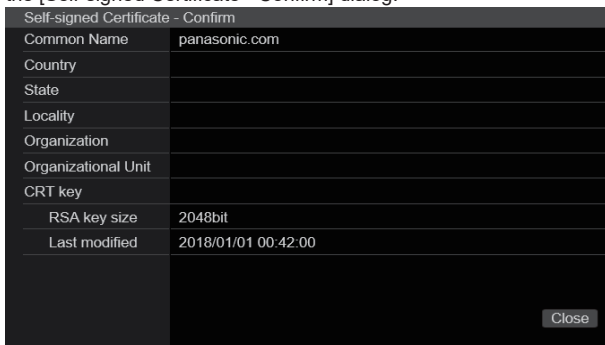 the [Self-signed Certificate - Confirm] dialog.
Self-signed Certificate - Confirm
Common Name panasonic.com
Country
State
Locality
Organization
Organizational Unit
CRT key
RSA key size 2048bit
Last modified 2018/01/01 00:42:00
Close